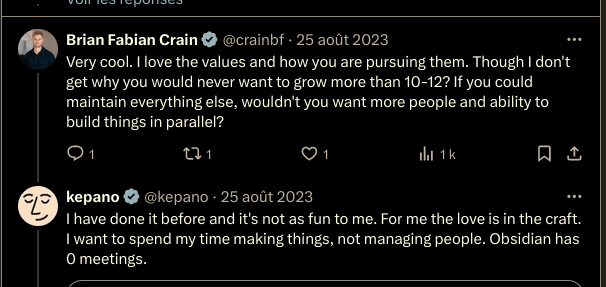 Voir les réponses
Brian Fabian Crain @crainbf · 25 août 2023
Very cool. I love the values and how you are pursuing them. Though I don't
get why you would never want to grow more than 10-12? If you could
maintain everything else, wouldn't you want more people and ability to
build things in parallel?
1 1 1 1 k
kepano @kepano · 25 août 2023
I have done it before and it's not as fun to me. For me the love is in the craft.
I want to spend my time making things, not managing people. Obsidian has
0 meetings.